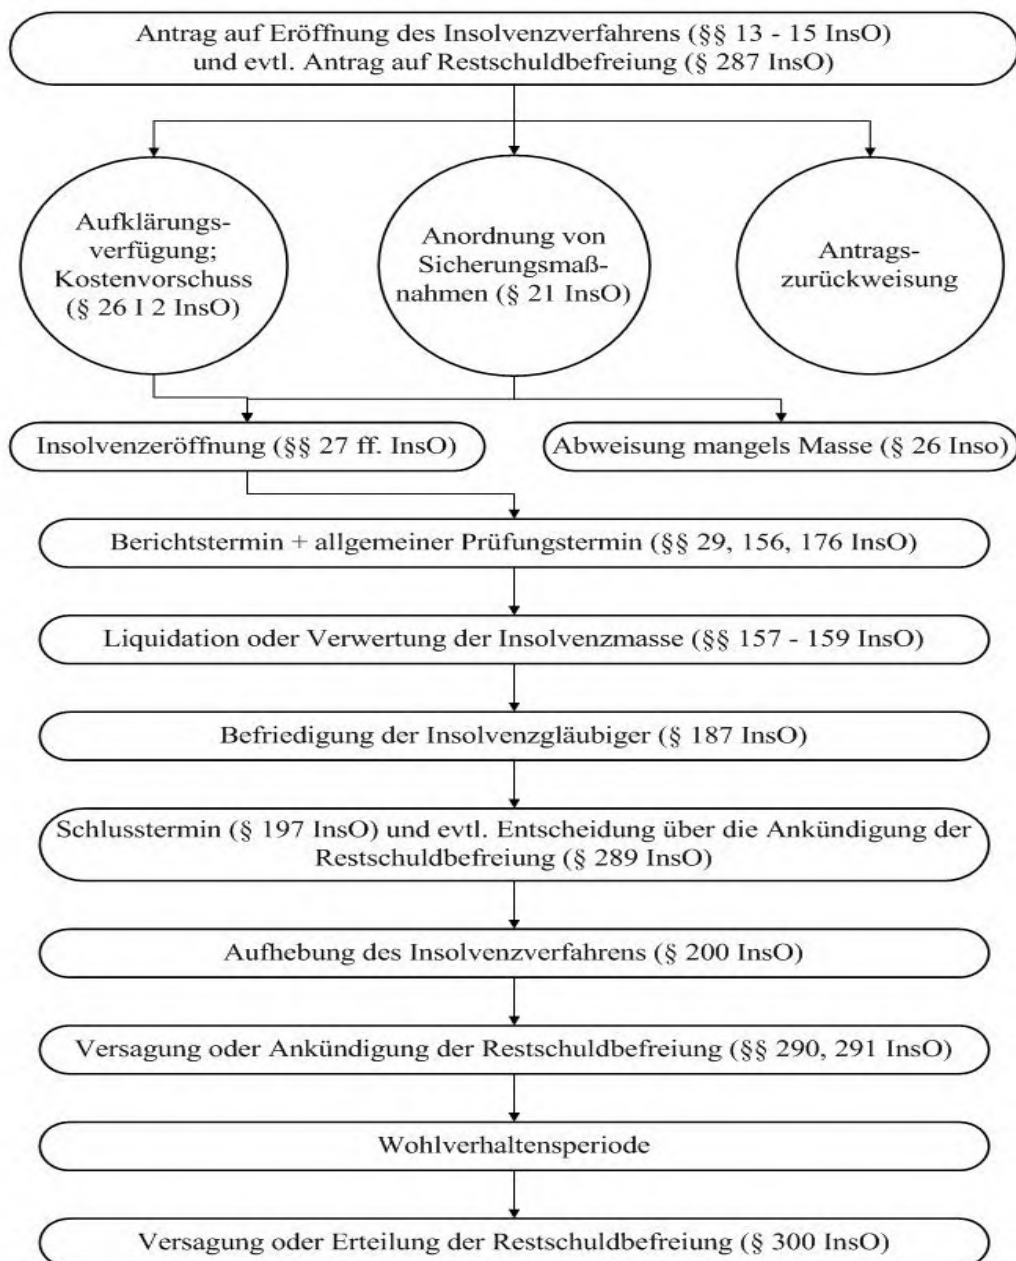 Antrag auf Eröffnung des Insolvenzverfahrens (§§ 13 - 15 InsO)
und evtl. Antrag auf Restschuldbefreiung (§ 287 InsO)
Aufklärungs-
verfügung;
Kostenvorschuss
(§ 26 I 2 InsO)
Anordnung von
Sicherungsmaß-
nahmen (§ 21 InsO)
Antrags-
zurückweisung
Insolvenzeröffnung (§§ 27 ff. InsO)
Abweisung mangels Masse (§ 26 Inso)
Berichtstermin + allgemeiner Prüfungstermin (§§ 29, 156, 176 InsO)
Liquidation oder Verwertung der Insolvenzmasse (§§ 157 - 159 InsO)
Befriedigung der Insolvenzgläubiger (§ 187 InsO)
Schlusstermin (§ 197 InsO) und evtl. Entscheidung über die Ankündigung der
Restschuldbefreiung (§ 289 InsO)
Aufhebung des Insolvenzverfahrens (§ 200 InsO)
Versagung oder Ankündigung der Restschuldbefreiung (§§ 290, 291 InsO)
Wohlverhaltensperiode
Versagung oder Erteilung der Restschuldbefreiung (§ 300 InsO)